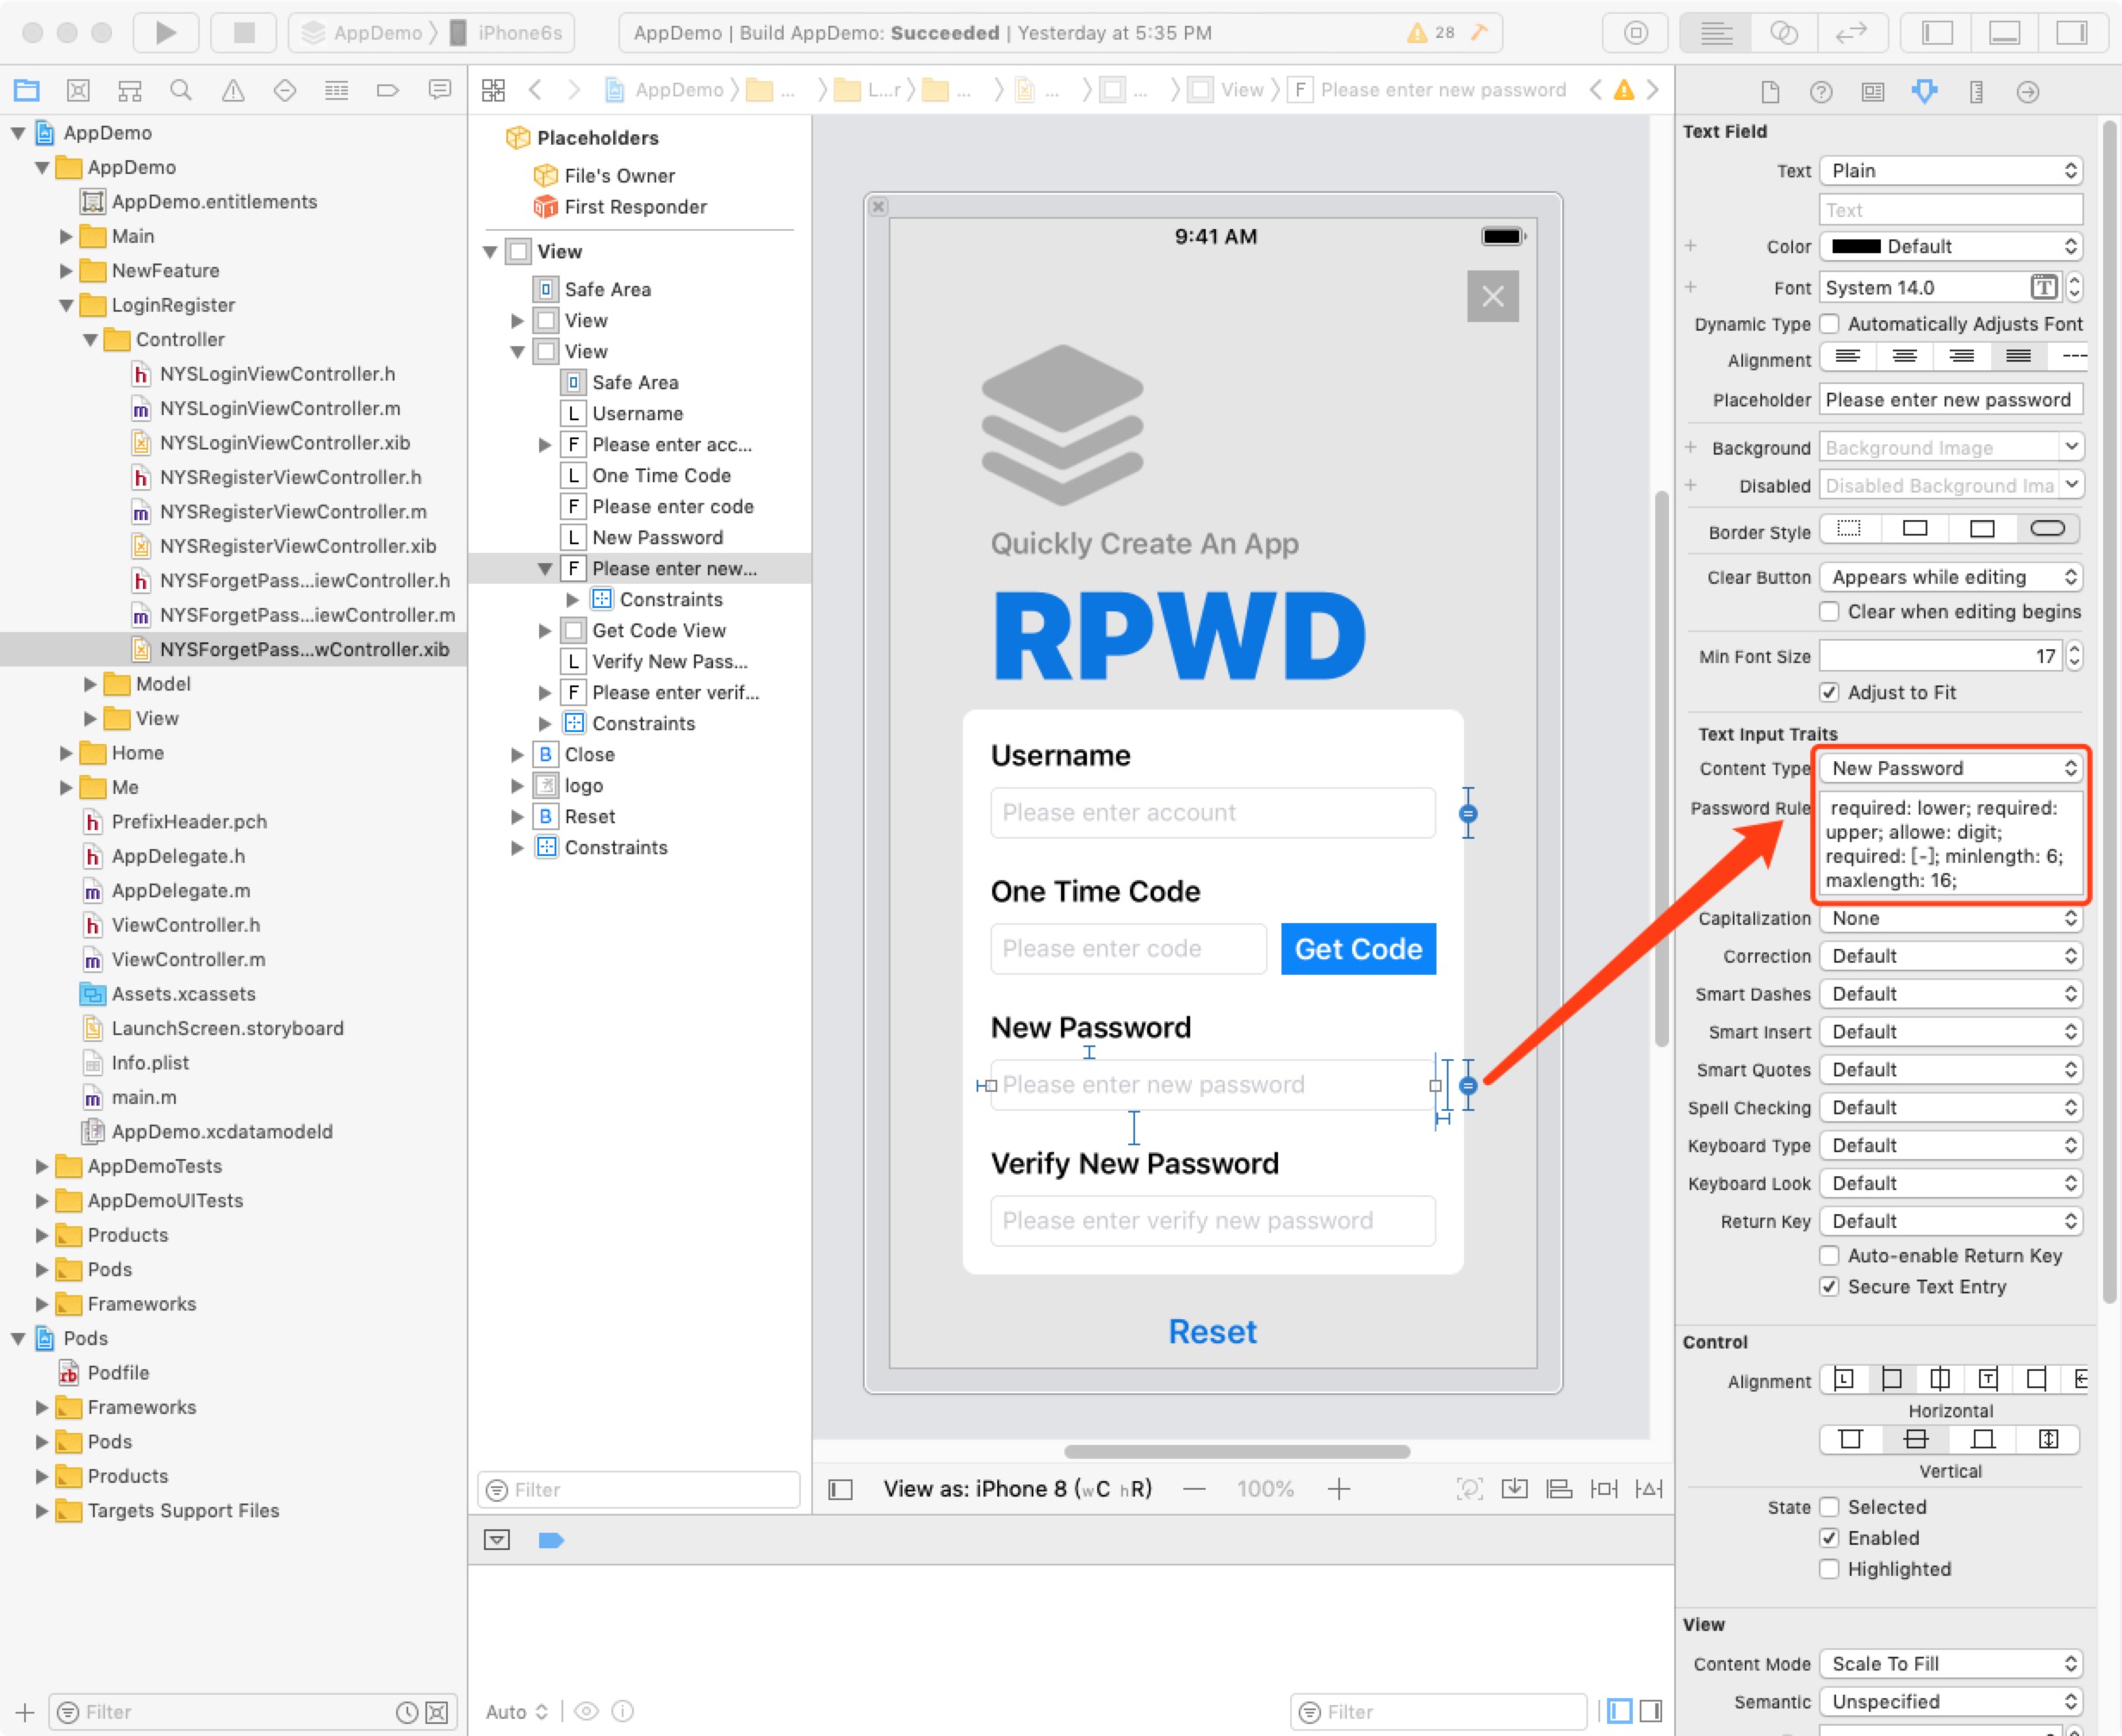 AppDemo 〉 iPhone6s
AppDemo | Build AppDemo: Succeeded | Yesterday at 5:35 PM
28
AppDemo
AppDemo
AppDemo.entitlements
Main
NewFeature
LoginRegister
Controller
NYSLoginViewController.h
NYSLoginViewController.m
NYSLoginViewController.xib
NYSRegisterViewController.h
NYSRegisterViewController.m
NYSRegisterViewController.xib
NYSForgetPass...iewController.h
NYSForgetPass...iewController.m
NYSForgetPass...wController.xib
Model
View
Home
Me
PrefixHeader.pch
AppDelegate.h
AppDelegate.m
ViewController.h
ViewController.m
Assets.xcassets
LaunchScreen.storyboard
Info.plist
main.m
AppDemo.xcdatamodeld
AppDemoTests
AppDemoUITests
Products
Pods
Frameworks
Pods
Podfile
Frameworks
Pods
Products
Targets Support Files
Filter
AppDemo 〉 ... 〉 L...r 〉 ... 〉 ... 〉 ... 〉 View 〉 F Please enter new password
Placeholders
File's Owner
First Responder
View
Safe Area
View
View
Safe Area
L Username
F Please enter acc...
L One Time Code
F Please enter code
L New Password
F Please enter new...
Constraints
Get Code View
L Verify New Pass...
F Please enter verif...
Constraints
B Close
logo
B Reset
Constraints
Filter
9:41 AM
Quickly Create An App
RPWD
Username
Please enter account
One Time Code
Please enter code
Get Code
New Password
Please enter new password
Verify New Password
Please enter verify new password
Reset
View as: iPhone 8 (wC hR)
100%
Auto
Filter
Text Field
Text Plain
Text
Color Default
Font System 14.0
Dynamic Type Automatically Adjusts Font
Alignment
Placeholder Please enter new password
Background Background Image
Disabled Disabled Background Ima
Border Style
Clear Button Appears while editing
Clear when editing begins
Min Font Size 17
Adjust to Fit
Text Input Traits
Content Type New Password
Password Rule required: lower; required:
upper; allowe: digit;
required: [-]; minlength: 6;
maxlength: 16;
Capitalization None
Correction Default
Smart Dashes Default
Smart Insert Default
Smart Quotes Default
Spell Checking Default
Keyboard Type Default
Keyboard Look Default
Return Key Default
Auto-enable Return Key
Secure Text Entry
Control
Alignment
Horizontal
Vertical
State Selected
Enabled
Highlighted
View
Content Mode Scale To Fill
Semantic Unspecified